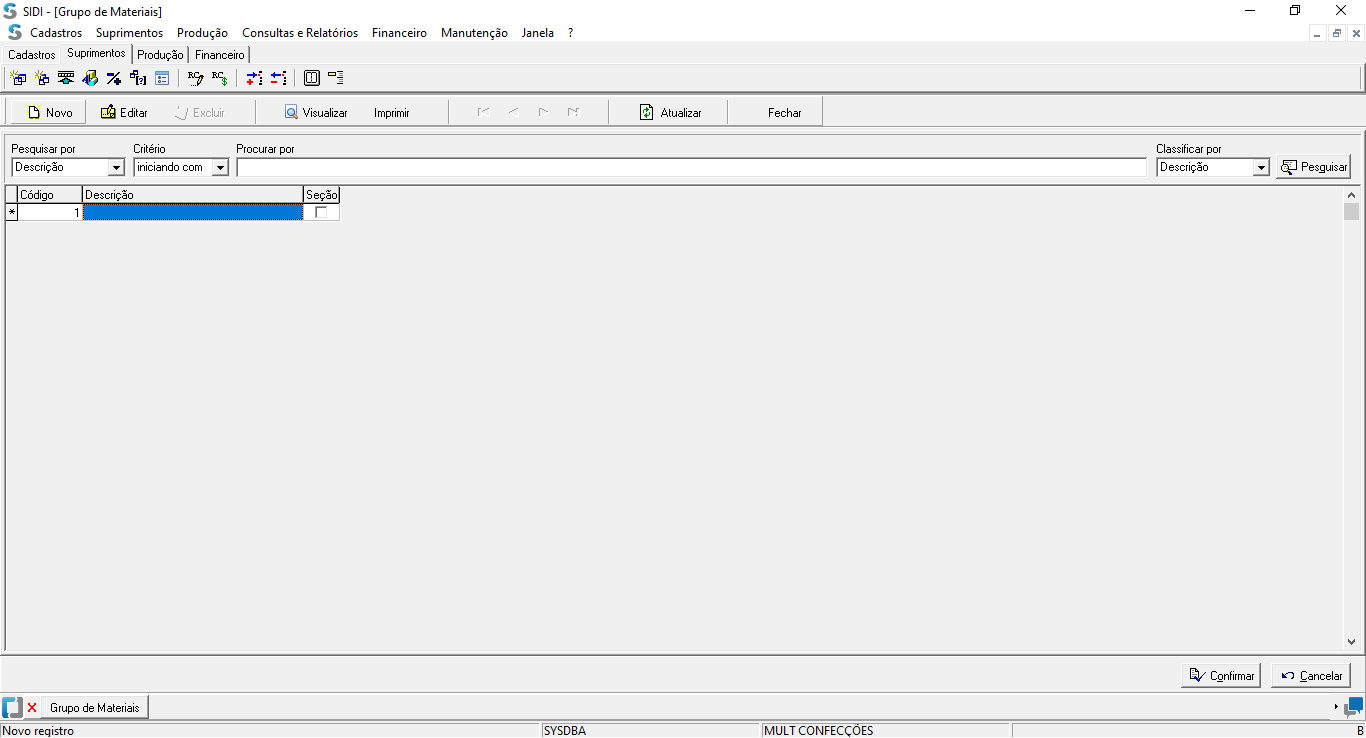 SIDI - [Grupo de Materiais]
Cadastros Suprimentos Produção Consultas e Relatórios Financeiro Manutenção Janela ?
Cadastros Suprimentos Produção Financeiro
RC RC
Novo Editar Excluir Visualizar Imprimir Atualizar Fechar
Pesquisar por Critério Procurar por Classificar por
Descrição iniciando com Descrição Pesquisar
Código Descrição Seção
* 1
Confirmar Cancelar
Grupo de Materiais
Novo registro SYSDBA MULT CONFECÇÕES B